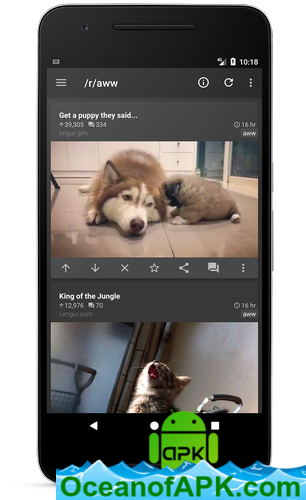 10:18
/r/aww
Get a puppy they said...
39,305 334 16 hr
imgur gifv aww
King of the Jungle
12,976 70 16 hr
i.imgur.com aww
APK
OceanofAPK.com